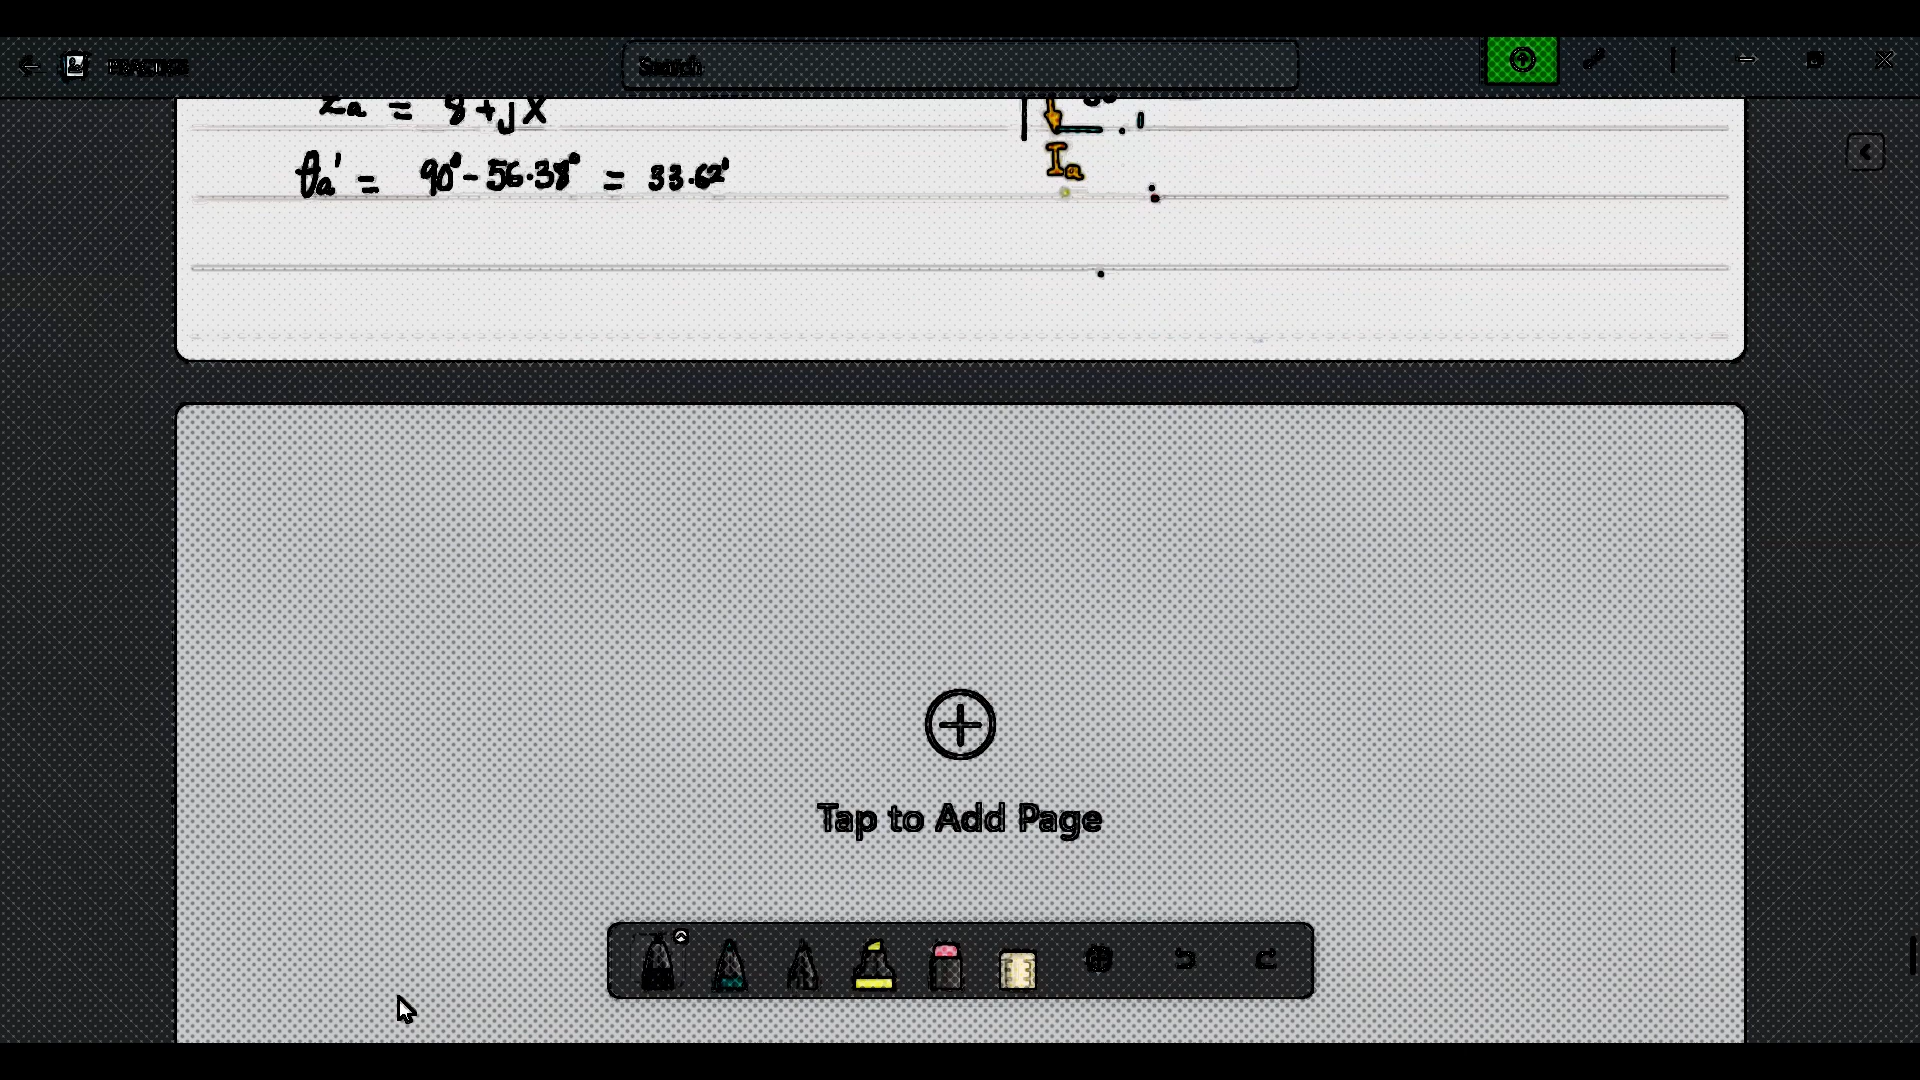 Search
Za = 8 + jX
θa' = 90° - 56.38° = 33.62°
Ia
Tap to Add Page